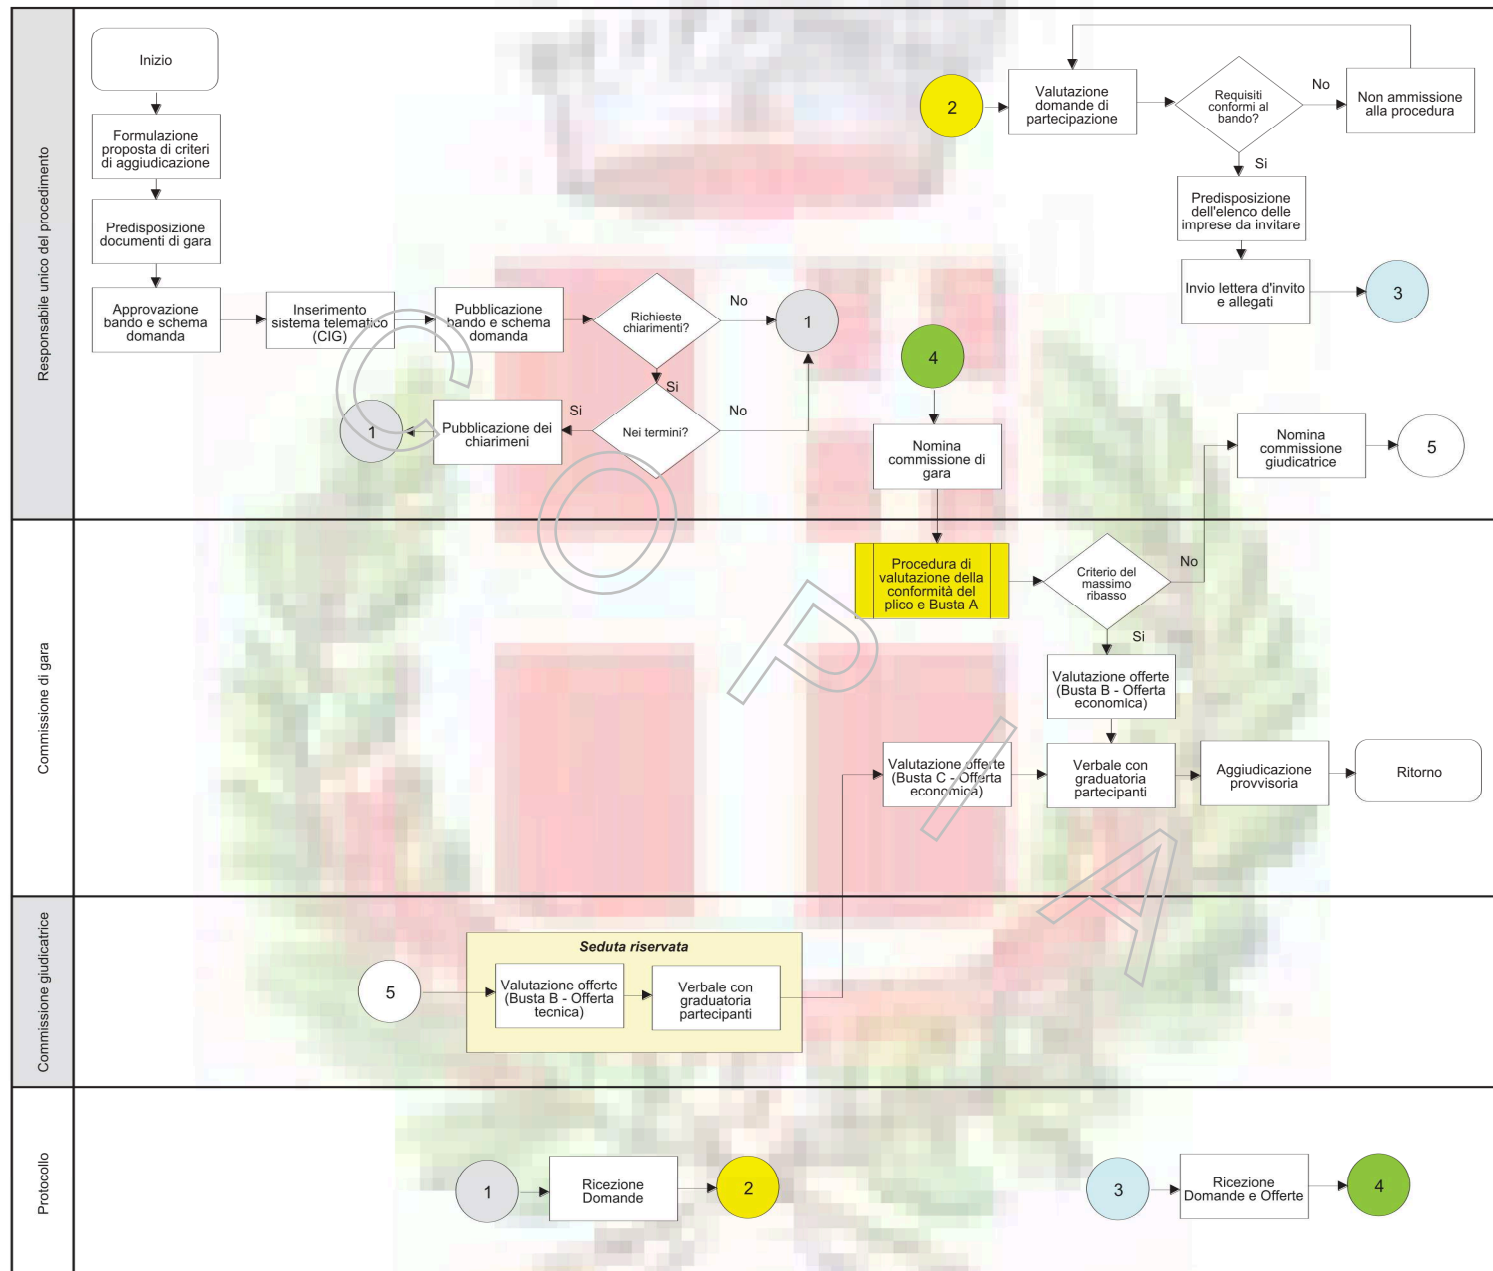 Responsabile unico del procedimento
Inizio
Formulazione
proposta di criteri
di aggiudicazione
Predisposizione
documenti di gara
Approvazione
bando e schema
domanda
Inserimento
sistema telematico
(CIG)
Pubblicazione
bando e schema
domanda
Richieste
chiarimenti?
No
1
Si
Nei termini?
No
Si
Pubblicazione dei
chiarimeni
1
2
Valutazione
domande di
partecipazione
Requisiti
conformi al
bando?
No
Non ammissione
alla procedura
Si
Predisposizione
dell'elenco delle
imprese da invitare
Invio lettera d'invito
e allegati
3
4
Nomina
commissione di
gara
Nomina
commissione
giudicatrice
5
Commissione di gara
Procedura di
valutazione della
conformità del
plico e Busta A
Criterio del
massimo
ribasso
No
Si
Valutazione offerte
(Busta B - Offerta
economica)
Valutazione offerte
(Busta C - Offerta
economica)
Verbale con
graduatoria
partecipanti
Aggiudicazione
provvisoria
Ritorno
Commissione giudicatrice
5
Seduta riservata
Valutazione offerte
(Busta B - Offerta
tecnica)
Verbale con
graduatoria
partecipanti
Protocollo
1
Ricezione
Domande
2
3
Ricezione
Domande e Offerte
4
COPIA